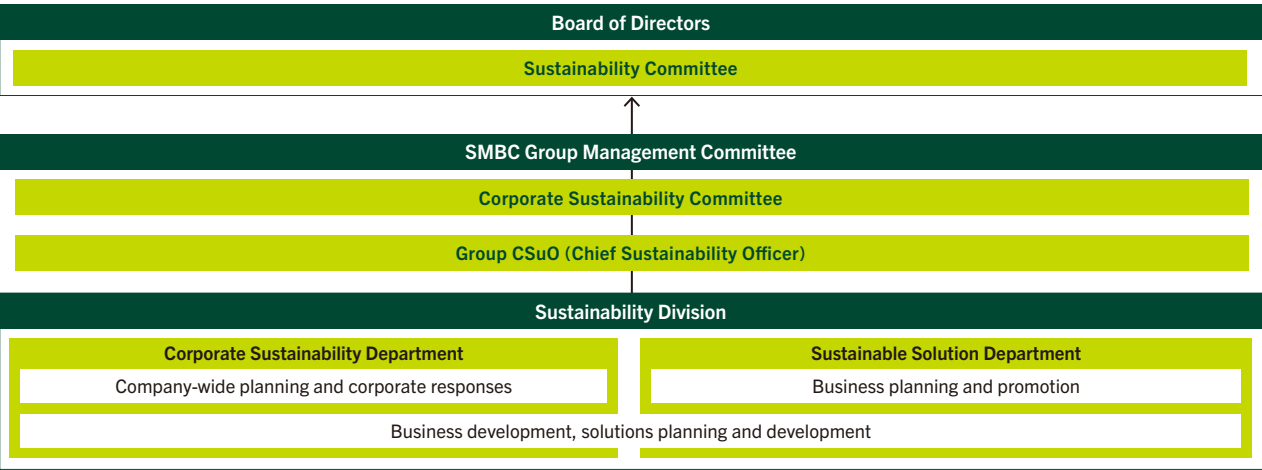 Board of Directors
Sustainability Committee
SMBC Group Management Committee
Corporate Sustainability Committee
Group CSuO (Chief Sustainability Officer)
Sustainability Division
Corporate Sustainability Department
Company-wide planning and corporate responses
Sustainable Solution Department
Business planning and promotion
Business development, solutions planning and development